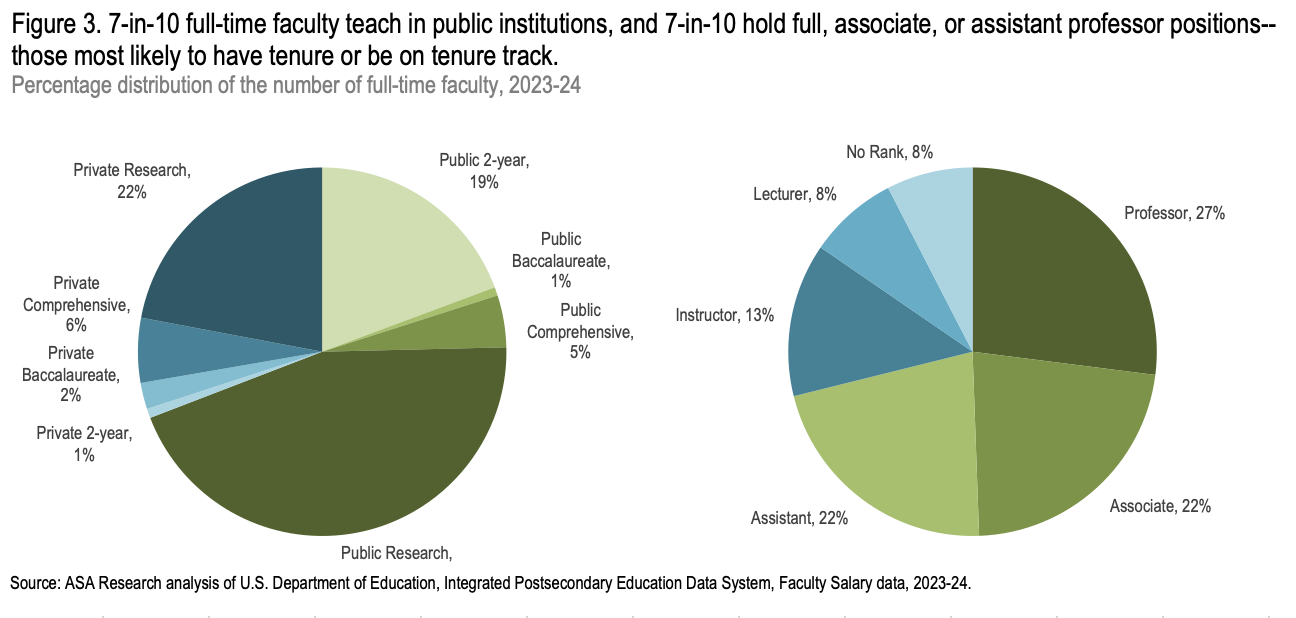 Figure 3. 7-in-10 full-time faculty teach in public institutions, and 7-in-10 hold full, associate, or assistant professor positions--
those most likely to have tenure or be on tenure track.
Percentage distribution of the number of full-time faculty, 2023-24
Private Research,
22%
Public 2-year,
19%
Public
Baccalaureate,
1%
Public
Comprehensive,
5%
Private
Comprehensive,
6%
Private
Baccalaureate,
2%
Private 2-year,
1%
Public Research,
No Rank, 8%
Lecturer, 8%
Professor, 27%
Instructor, 13%
Assistant, 22%
Associate, 22%
Source: ASA Research analysis of U.S. Department of Education, Integrated Postsecondary Education Data System, Faculty Salary data, 2023-24.